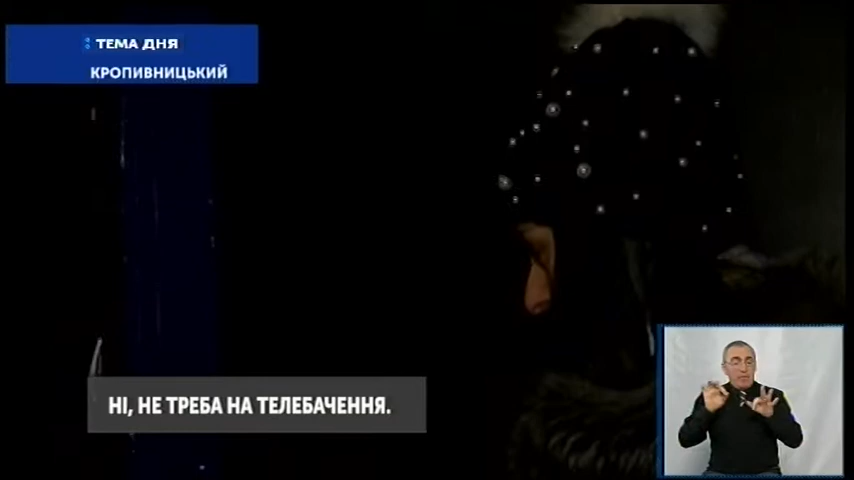 ТЕМА ДНЯ
КРОПИВНИЦЬКИЙ
НІ, НЕ ТРЕБА НА ТЕЛЕБАЧЕННЯ.